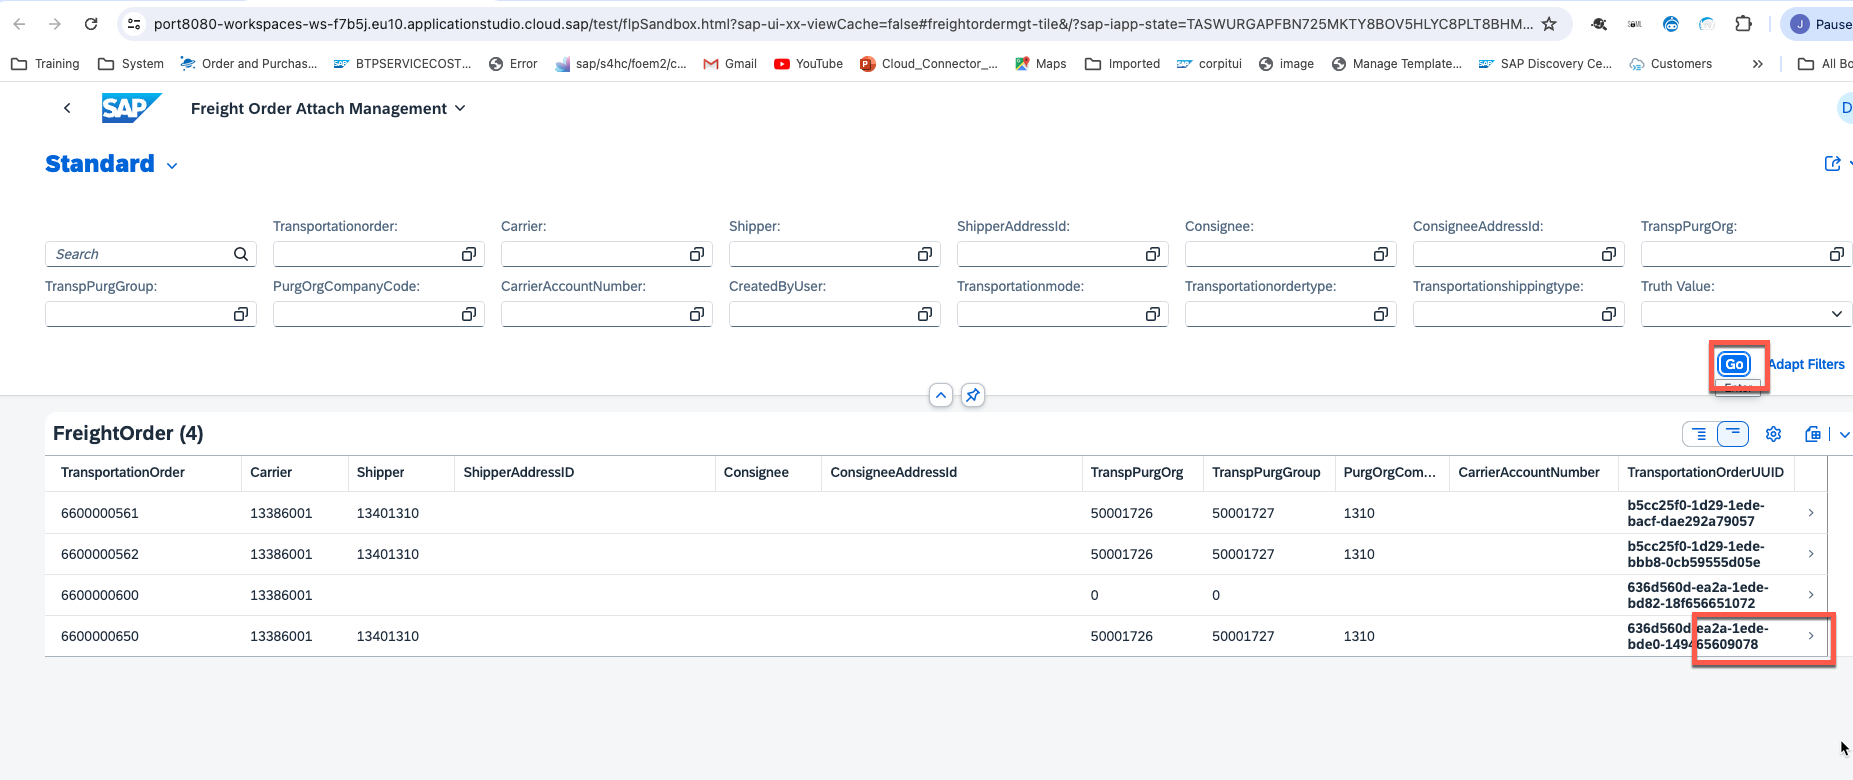 port8080-workspaces-ws-f7b5j.eu10.applicationstudio.cloud.sap/test/flpSandbox.html?sap-ui-xx-viewCache=false#freightordermgt-tile&/?sap-iapp-state=TASWURGAPFBN725MKTY8BOV5HLYC8PLT8BHM... J Pause
Training System Order and Purchas... SAP BTPSERVICECOST... Error sap/s4hc/foem2/c... Gmail YouTube P Cloud_Connector_... Maps Imported SAP corpitui image Manage Template... SAP SAP Discovery Ce... Customers » All Bo
SAP Freight Order Attach Management D
Standard
Transportationorder: Carrier: Shipper: ShipperAddressId: Consignee: ConsigneeAddressId: TranspPurgOrg:
Search
TranspPurgGroup: PurgOrgCompanyCode: CarrierAccountNumber: CreatedByUser: Transportationmode: Transportationordertype: Transportationshippingtype: Truth Value:
Go Adapt Filters
Enter
FreightOrder (4)
TransportationOrder Carrier Shipper ShipperAddressID Consignee ConsigneeAddressId TranspPurgOrg TranspPurgGroup PurgOrgCom... CarrierAccountNumber TransportationOrderUUID
6600000561 13386001 13401310 50001726 50001727 1310 b5cc25f0-1d29-1ede-
bacf-dae292a79057
6600000562 13386001 13401310 50001726 50001727 1310 b5cc25f0-1d29-1ede-
bbb8-0cb59555d05e
6600000600 13386001 0 0 636d560d-ea2a-1ede-
bd82-18f656651072
6600000650 13386001 13401310 50001726 50001727 1310 636d560d-ea2a-1ede-
bde0-149465609078